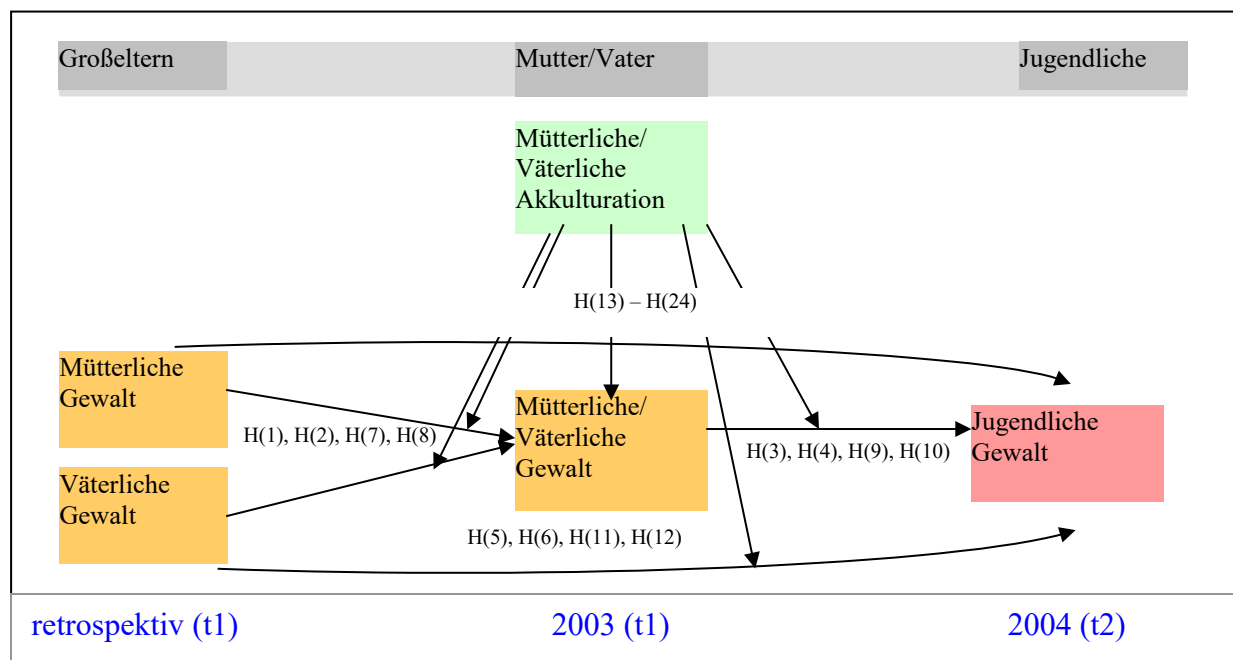 Großeltern
Mutter/Vater
Jugendliche
Mütterliche/
Väterliche
Akkulturation
H(13) – H(24)
Mütterliche
Gewalt
H(1), H(2), H(7), H(8)
Mütterliche/
Väterliche
Gewalt
H(3), H(4), H(9), H(10)
Jugendliche
Gewalt
Väterliche
Gewalt
H(5), H(6), H(11), H(12)
retrospektiv (t1)
2003 (t1)
2004 (t2)